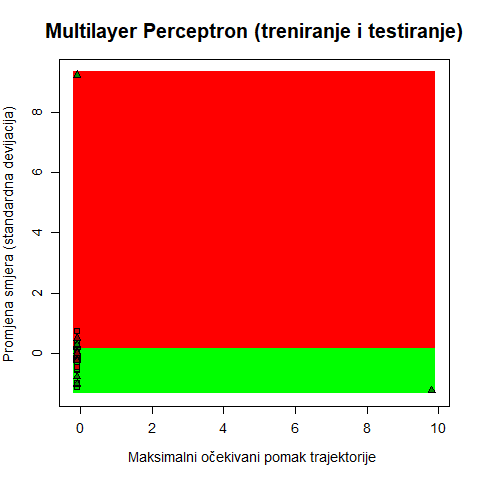 Multilayer Perceptron (treniranje i testiranje)
Promjena smjera (standardna devijacija)
8
6
4
2
0
0 2 4 6 8 10
Maksimalni očekivani pomak trajektorije